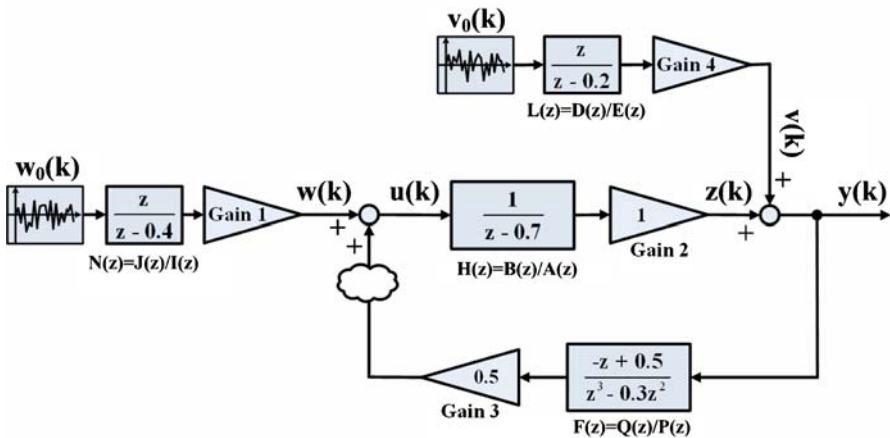 v₀(k)
z
z - 0.2
Gain 4
L(z)=D(z)/E(z)
v(k)
+
w₀(k)
z
z - 0.4
Gain 1
N(z)=J(z)/I(z)
w(k)
+
+
u(k)
1
z - 0.7
H(z)=B(z)/A(z)
1
Gain 2
z(k)
+
y(k)
0.5
Gain 3
-z + 0.5
z³ - 0.3z²
F(z)=Q(z)/P(z)